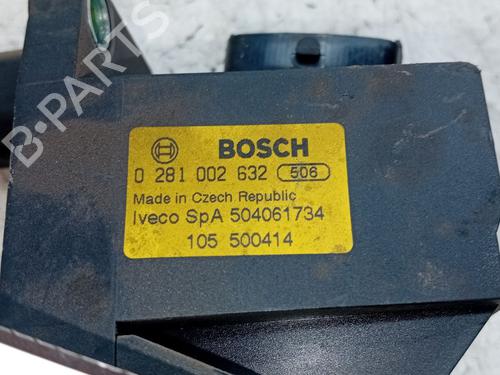 BOSCH
0 281 002 632 506
Made in Czech Republic
Iveco SpA 504061734
105 500414
B-PARTS